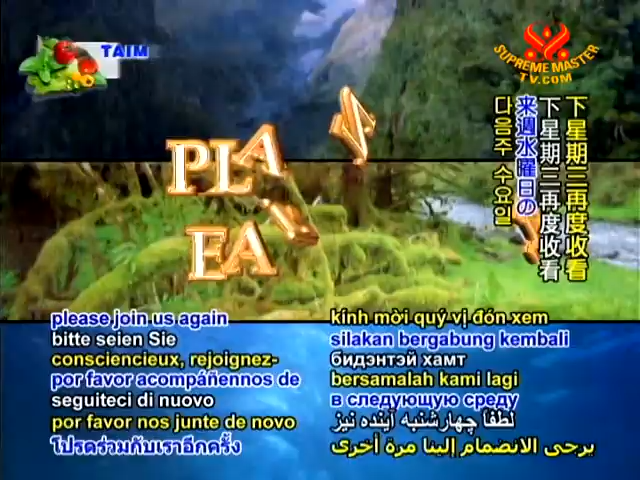 TAIM
SUPREME MASTER
TV.COM
下星期三再度收看
下星期三再度收看
来週水曜日の
다음주 수요일
PLA
EA
please join us again
bitte seien Sie
consciencieux, rejoignez-
por favor acompáñennos de
seguiteci di nuovo
por favor nos junte de novo
โปรดร่วมกับเราอีกครั้ง
kính mời quý vị đón xem
silakan bergabung kembali
бидэнтэй хамт
bersamalah kami lagi
в следующую среду
لطفاً چهارشنبه آینده نیز
يرجى الانضمام إلينا مرة أخرى